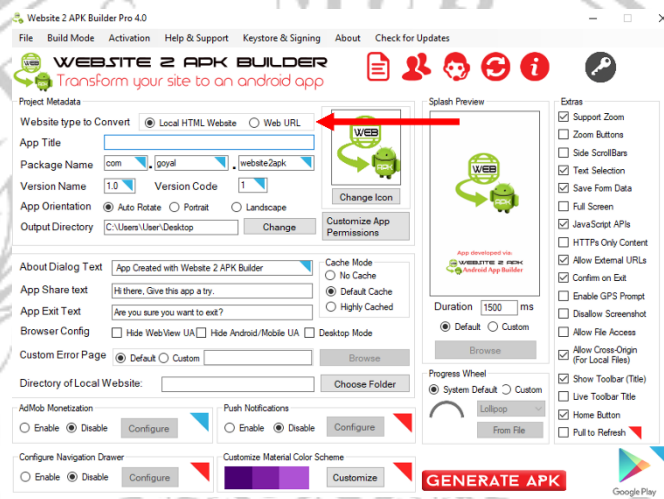 Website 2 APK Builder Pro 4.0
File Build Mode Activation Help & Support Keystore & Signing About Check for Updates
WEBSITE 2 APK BUILDER
Transform your site to an android app
Project Metadata
Website type to Convert Local HTML Website Web URL
App Title
Package Name com . goyal . website2apk
Version Name 1.0 Version Code 1
App Orientation Auto Rotate Portrait Landscape
Output Directory C:\Users\User\Desktop Change
WEB
APK
Change Icon
Customize App
Permissions
About Dialog Text App Created with Website 2 APK Builder
App Share text Hi there, Give this app a try.
App Exit Text Are you sure you want to exit?
Browser Config Hide WebView UA Hide Android/Mobile UA Desktop Mode
Custom Error Page Default Custom Browse
Directory of Local Website: Choose Folder
Cache Mode
No Cache
Default Cache
Highly Cached
AdMob Monetization
Enable Disable Configure
Push Notifications
Enable Disable Configure
Configure Navigation Drawer
Enable Disable Configure
Customize Material Color Scheme
Customize
Splash Preview
WEB
APK
App developed via:
WEBSITE 2 APK
Android App Builder
Duration 1500 ms
Default Custom
Browse
Progress Wheel
System Default Custom
Lollipop
From File
GENERATE APK
Extras
Support Zoom
Zoom Buttons
Side ScrollBars
Text Selection
Save Form Data
Full Screen
JavaScript APIs
HTTPs Only Content
Allow External URLs
Confirm on Exit
Enable GPS Prompt
Disallow Screenshot
Allow File Access
Allow Cross-Origin
(For Local Files)
Show Toolbar (Title)
Live Toolbar Title
Home Button
Pull to Refresh
Google Play